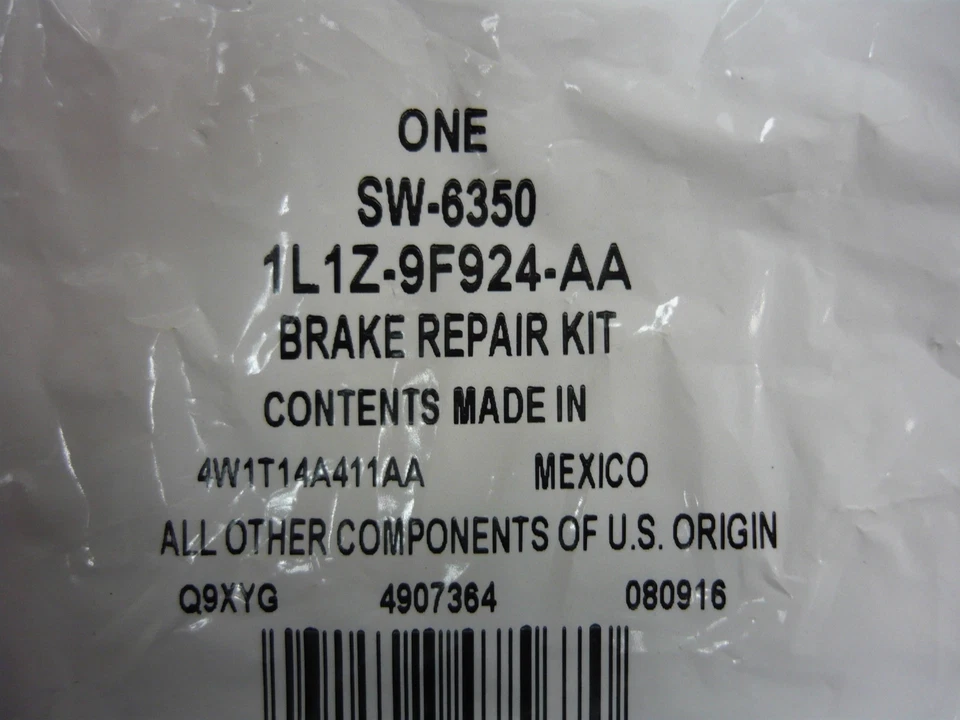 ONE
SW-6350
1L1Z-9F924-AA
BRAKE REPAIR KIT
CONTENTS MADE IN
4W1T14A411AA MEXICO
ALL OTHER COMPONENTS OF U.S. ORIGIN
Q9XYG 4907364 080916